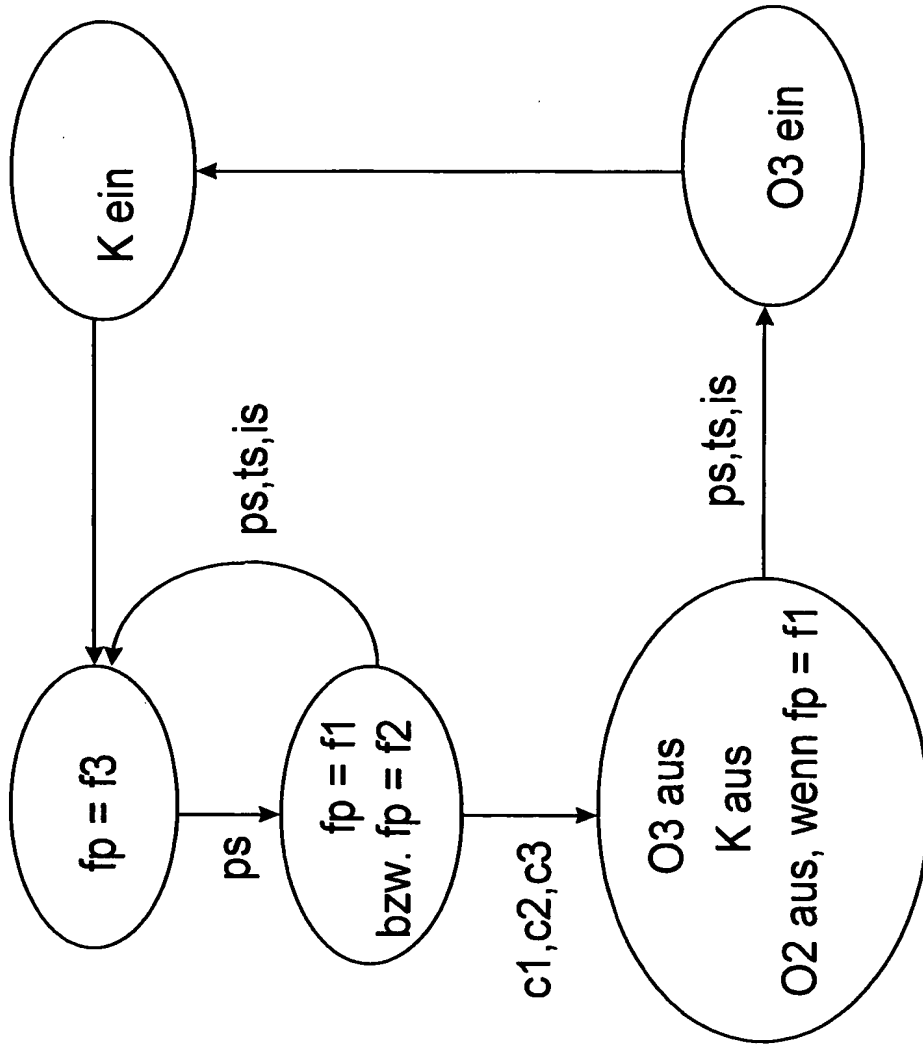 fp = f3
K ein
ps
ps,ts,is
fp = f1
bzw. fp = f2
c1,c2,c3
O3 aus
K aus
O2 aus, wenn fp = f1
ps,ts,is
O3 ein